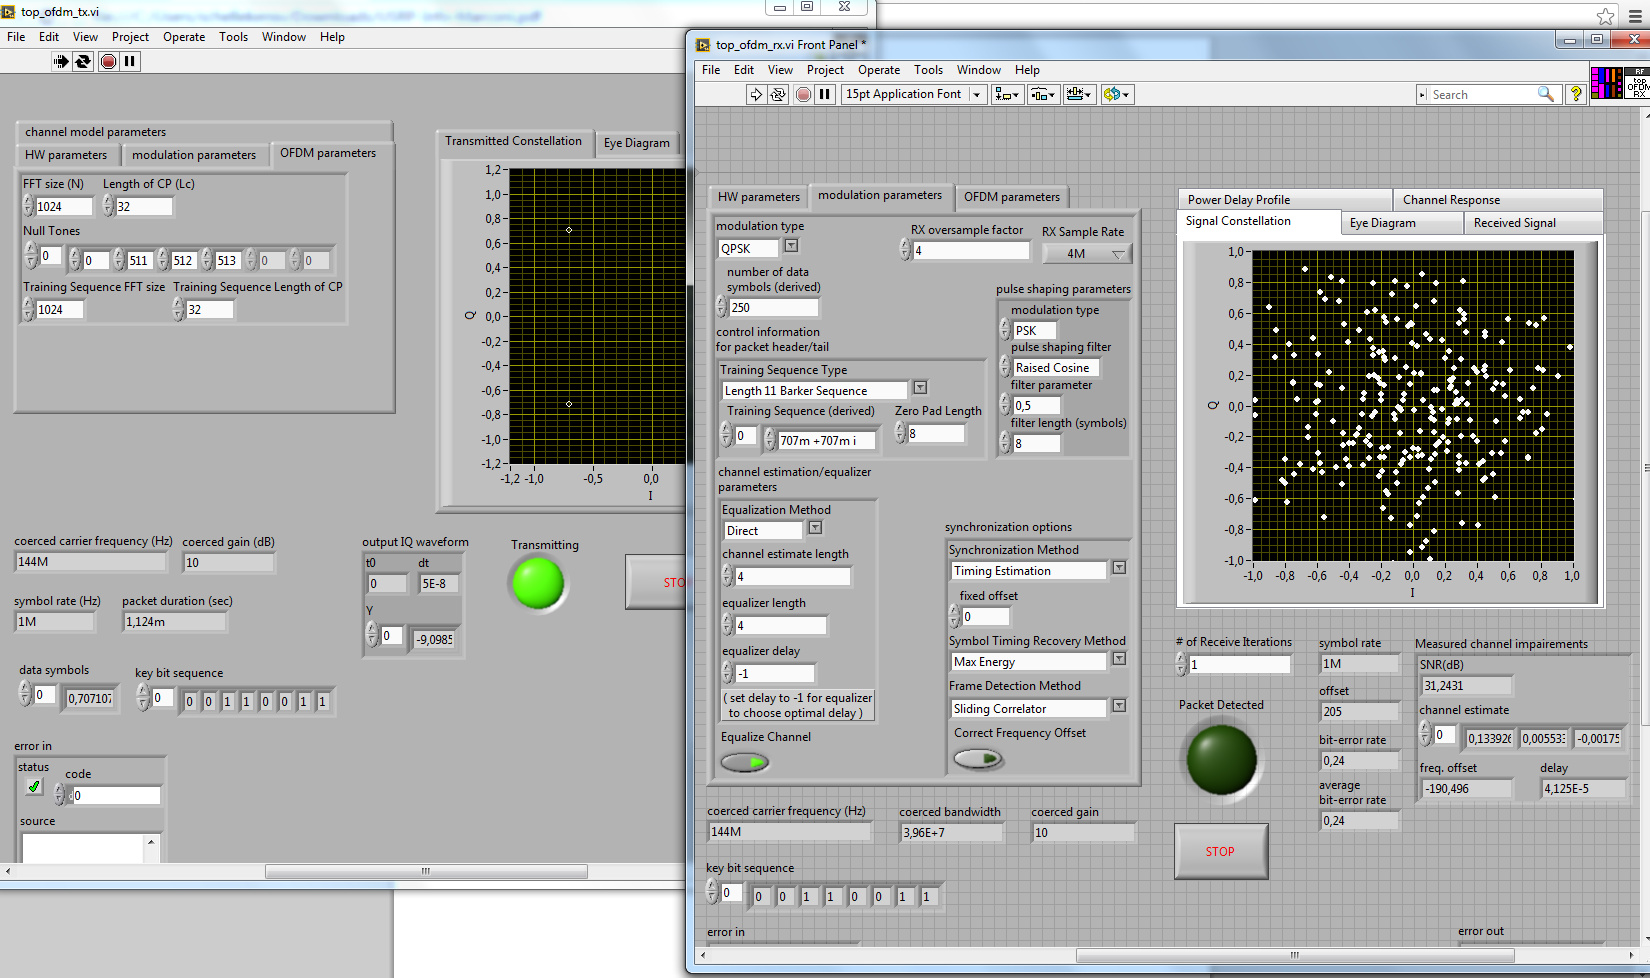 top_ofdm_tx.vi
File Edit View Project Operate Tools Window Help
channel model parameters
HW parameters modulation parameters OFDM parameters
FFT size (N) Length of CP (Lc)
1024 32
Null Tones
0 0 511 512 513 0 0
Training Sequence FFT size Training Sequence Length of CP
1024 32
Transmitted Constellation Eye Diagram
1,2
1,0
0,8
0,6
0,4
0,2
0,0
-0,2
-0,4
-0,6
-0,8
-1,0
-1,2
Q
-1,2 -1,0 -0,5 0,0
I
coerced carrier frequency (Hz) coerced gain (dB)
144M 10
symbol rate (Hz) packet duration (sec)
1M 1,124m
output IQ waveform
t0 dt
0 5E-8
Y
0 -9,0985
Transmitting
STO
data symbols key bit sequence
0 0,707107 0 0 0 1 1 0 0 1 1
error in
status code
0
source
top_ofdm_rx.vi Front Panel *
File Edit View Project Operate Tools Window Help
15pt Application Font
Search
?
RF
top
OFDM
RX
HW parameters modulation parameters OFDM parameters
modulation type
QPSK
RX oversample factor
4
RX Sample Rate
4M
number of data
symbols (derived)
250
control information
for packet header/tail
Training Sequence Type
Length 11 Barker Sequence
Training Sequence (derived) Zero Pad Length
0 707m +707m i 8
pulse shaping parameters
modulation type
PSK
pulse shaping filter
Raised Cosine
filter parameter
0,5
filter length (symbols)
8
channel estimation/equalizer
parameters
Equalization Method
Direct
channel estimate length
4
equalizer length
4
equalizer delay
-1
( set delay to -1 for equalizer
to choose optimal delay )
Equalize Channel
synchronization options
Synchronization Method
Timing Estimation
fixed offset
0
Symbol Timing Recovery Method
Max Energy
Frame Detection Method
Sliding Correlator
Correct Frequency Offset
coerced carrier frequency (Hz) coerced bandwidth coerced gain
144M 3,96E+7 10
key bit sequence
0 0 0 1 1 0 0 1 1
error in
Power Delay Profile Channel Response
Signal Constellation Eye Diagram Received Signal
1,0
0,8
0,6
0,4
0,2
0,0
-0,2
-0,4
-0,6
-0,8
-1,0
Q
-1,0 -0,8 -0,6 -0,4 -0,2 0,0 0,2 0,4 0,6 0,8 1,0
I
# of Receive Iterations
1
Packet Detected
STOP
symbol rate
1M
offset
205
bit-error rate
0,24
average
bit-error rate
0,24
Measured channel impairements
SNR(dB)
31,2431
channel estimate
0 0,133926 0,005533 -0,00175
freq. offset delay
-190,496 4,125E-5
error out